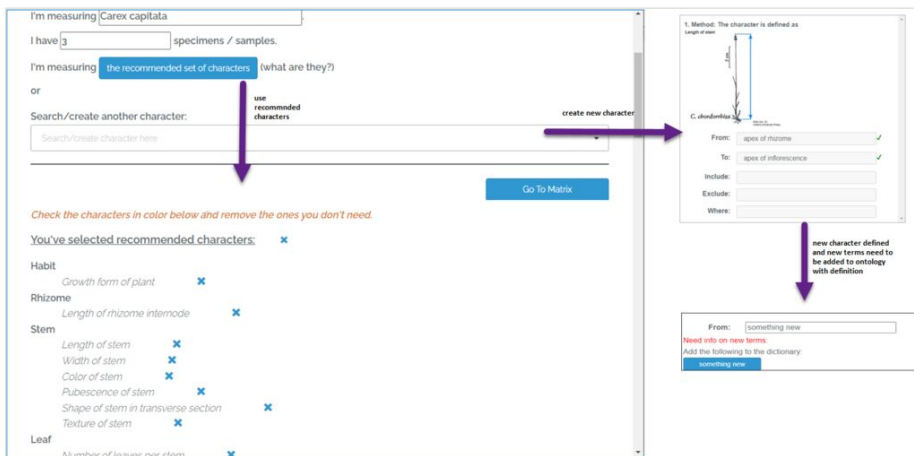 I'm measuring Carex capitata
I have 3 specimens / samples.
I'm measuring the recommended set of characters (what are they?)
or
Search/create another character:
Search/create character here
use
recommnded
characters
create new character
Go To Matrix
Check the characters in color below and remove the ones you don't need.
You've selected recommended characters:
Habit
Growth form of plant
Rhizome
Length of rhizome internode
Stem
Length of stem
Width of stem
Color of stem
Pubescence of stem
Shape of stem in transverse section
Texture of stem
Leaf
Number of leaves per stem
1. Method: The character is defined as
Length of stem
C. chordorrhiza
From: apex of rhizome
To: apex of inflorescence
Include:
Exclude:
Where:
new character defined
and new terms need to
be added to ontology
with definition
From: something new
Need info on new terms:
Add the following to the dictionary:
something new